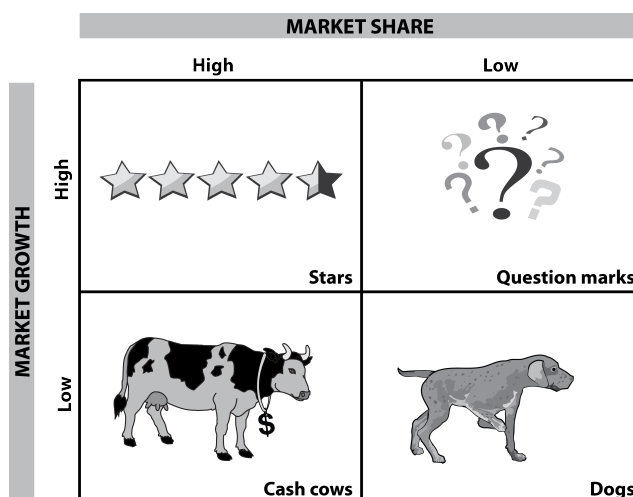 MARKET SHARE
High
Low
MARKET GROWTH
High
Stars
Question marks
Low
$
Cash cows
Dogs